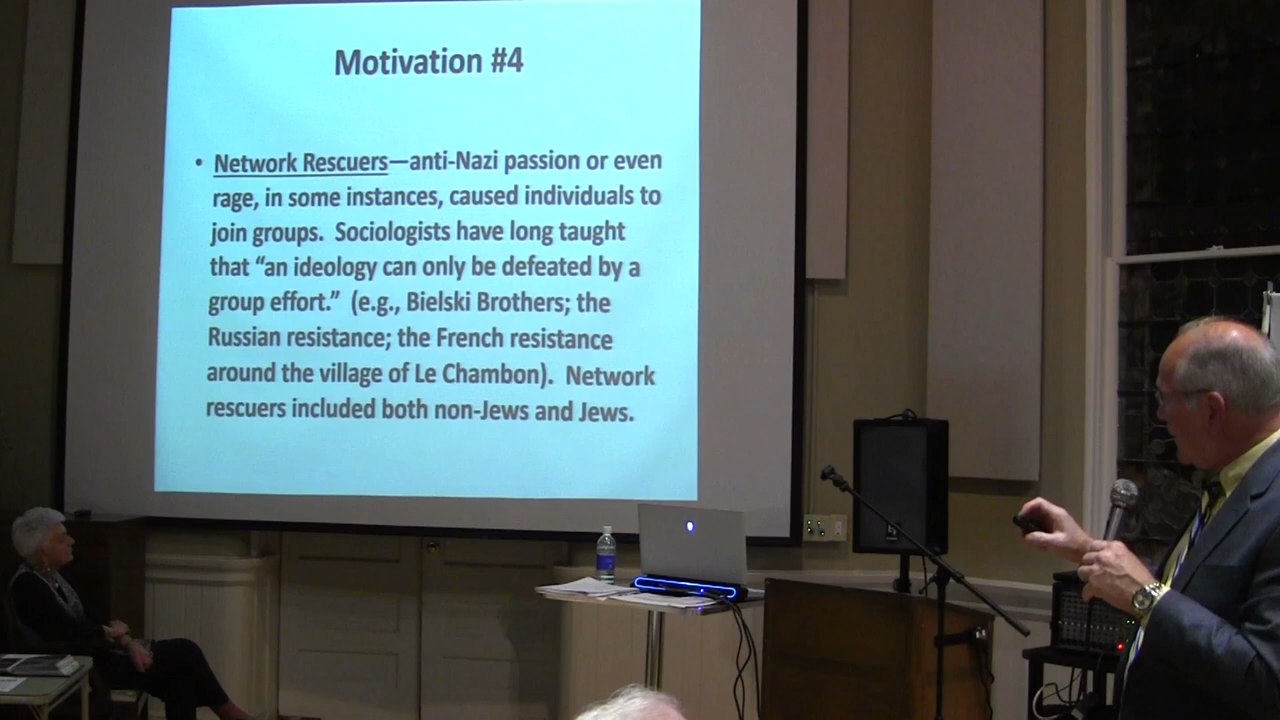 Motivation #4
• Network Rescuers—anti-Nazi passion or even
rage, in some instances, caused individuals to
join groups.  Sociologists have long taught
that “an ideology can only be defeated by a
group effort.”  (e.g., Bielski Brothers; the
Russian resistance; the French resistance
around the village of Le Chambon).  Network
rescuers included both non-Jews and Jews.